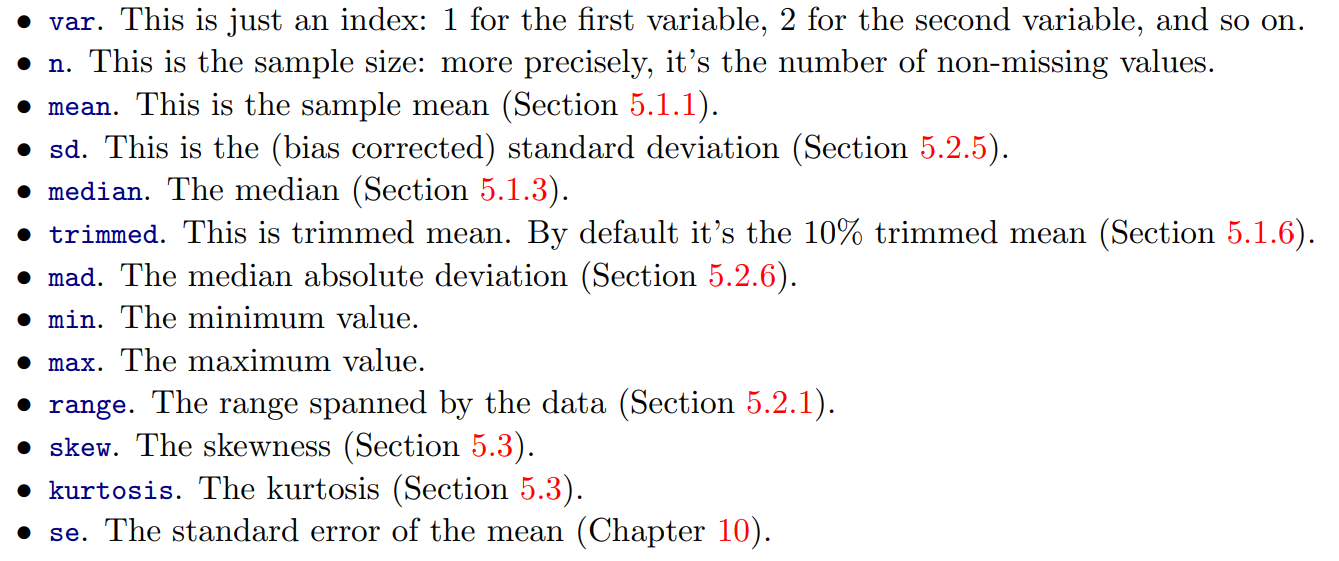 • var. This is just an index: 1 for the first variable, 2 for the second variable, and so on.
• n. This is the sample size: more precisely, it's the number of non-missing values.
• mean. This is the sample mean (Section 5.1.1).
• sd. This is the (bias corrected) standard deviation (Section 5.2.5).
• median. The median (Section 5.1.3).
• trimmed. This is trimmed mean. By default it's the 10% trimmed mean (Section 5.1.6).
• mad. The median absolute deviation (Section 5.2.6).
• min. The minimum value.
• max. The maximum value.
• range. The range spanned by the data (Section 5.2.1).
• skew. The skewness (Section 5.3).
• kurtosis. The kurtosis (Section 5.3).
• se. The standard error of the mean (Chapter 10).